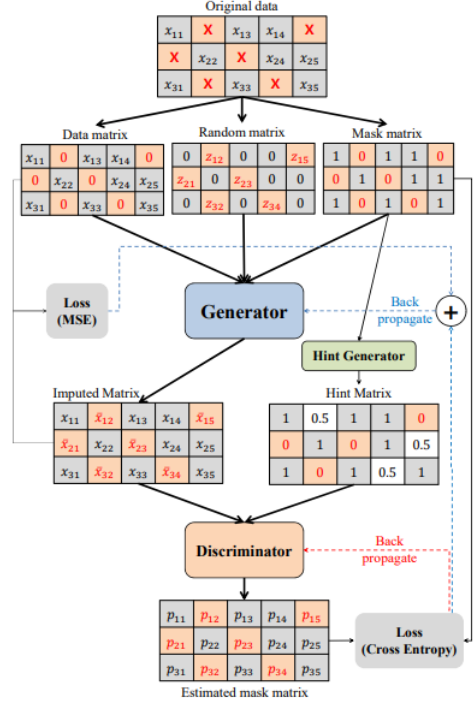 Original data
x11 X x13 x14 X
X x22 X x24 x25
x31 X x33 X x35
Data matrix
Random matrix
Mask matrix
x11 0 x13 x14 0
0 x22 0 x24 x25
x31 0 x33 0 x35
0 z12 0 0 z15
z21 0 z23 0 0
0 z32 0 z34 0
1 0 1 1 0
0 1 0 1 1
1 0 1 0 1
Loss
(MSE)
Generator
Back
propagate
+
Hint Generator
Imputed Matrix
Hint Matrix
x11 x̄12 x13 x14 x̄15
x̄21 x22 x̄23 x24 x25
x31 x̄32 x33 x̄34 x35
1 0.5 1 1 0
0 1 0 1 0.5
1 0 1 0.5 1
Discriminator
Back
propagate
p11 p12 p13 p14 p15
p21 p22 p23 p24 p25
p31 p32 p33 p34 p35
Loss
(Cross Entropy)
Estimated mask matrix